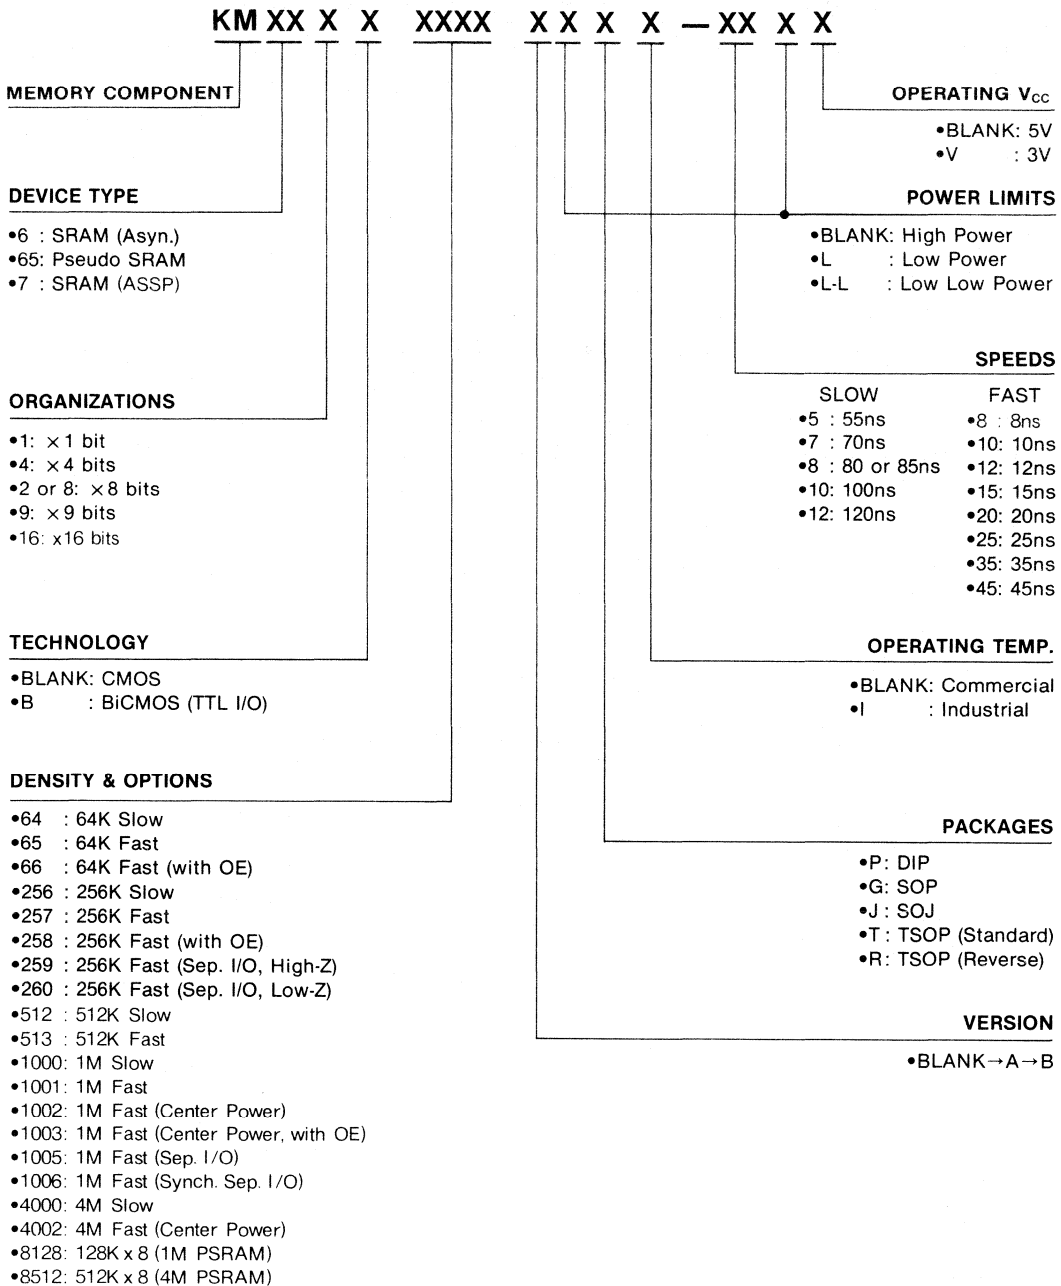 KM XX X X XXXX X X X X — XX X X
MEMORY COMPONENT
DEVICE TYPE
•6 : SRAM (Asyn.)
•65: Pseudo SRAM
•7 : SRAM (ASSP)
ORGANIZATIONS
•1: ×1 bit
•4: ×4 bits
•2 or 8: ×8 bits
•9: ×9 bits
•16: x16 bits
TECHNOLOGY
•BLANK: CMOS
•B : BiCMOS (TTL I/O)
DENSITY & OPTIONS
•64 : 64K Slow
•65 : 64K Fast
•66 : 64K Fast (with OE)
•256 : 256K Slow
•257 : 256K Fast
•258 : 256K Fast (with OE)
•259 : 256K Fast (Sep. I/O, High-Z)
•260 : 256K Fast (Sep. I/O, Low-Z)
•512 : 512K Slow
•513 : 512K Fast
•1000: 1M Slow
•1001: 1M Fast
•1002: 1M Fast (Center Power)
•1003: 1M Fast (Center Power, with OE)
•1005: 1M Fast (Sep. I/O)
•1006: 1M Fast (Synch. Sep. I/O)
•4000: 4M Slow
•4002: 4M Fast (Center Power)
•8128: 128K x 8 (1M PSRAM)
•8512: 512K x 8 (4M PSRAM)
OPERATING Vcc
•BLANK: 5V
•V : 3V
POWER LIMITS
•BLANK: High Power
•L : Low Power
•L-L : Low Low Power
SPEEDS
SLOW FAST
•5 : 55ns •8 : 8ns
•7 : 70ns •10: 10ns
•8 : 80 or 85ns •12: 12ns
•10: 100ns •15: 15ns
•12: 120ns •20: 20ns
•25: 25ns
•35: 35ns
•45: 45ns
OPERATING TEMP.
•BLANK: Commercial
•I : Industrial
PACKAGES
•P: DIP
•G: SOP
•J: SOJ
•T: TSOP (Standard)
•R: TSOP (Reverse)
VERSION
•BLANK→A→B